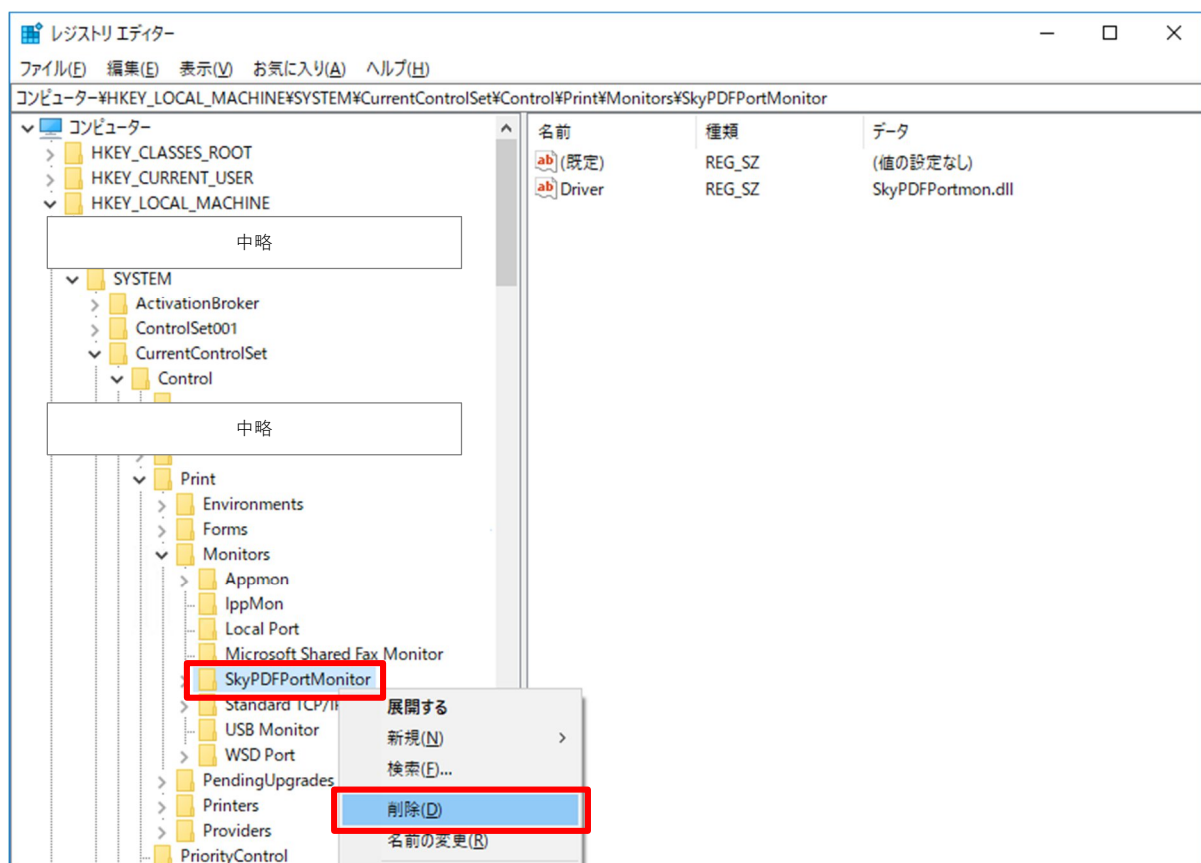 レジストリ エディター
ファイル(F) 編集(E) 表示(V) お気に入り(A) ヘルプ(H)
コンピューター¥HKEY_LOCAL_MACHINE¥SYSTEM¥CurrentControlSet¥Control¥Print¥Monitors¥SkyPDFPortMonitor
コンピューター
HKEY_CLASSES_ROOT
HKEY_CURRENT_USER
HKEY_LOCAL_MACHINE
中略
SYSTEM
ActivationBroker
ControlSet001
CurrentControlSet
Control
中略
Print
Environments
Forms
Monitors
Appmon
IppMon
Local Port
Microsoft Shared Fax Monitor
SkyPDFPortMonitor
Standard TCP/IP
USB Monitor
WSD Port
PendingUpgrades
Printers
Providers
PriorityControl
展開する
新規(N)
検索(F)...
削除(D)
名前の変更(R)
名前 種類 データ
ab (既定) REG_SZ (値の設定なし)
ab Driver REG_SZ SkyPDFPortmon.dll